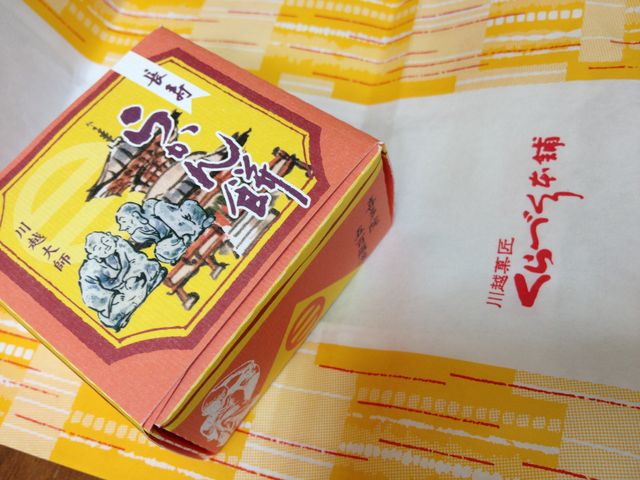 長寿
らかん餅
川越大師
川越菓匠
くらづくり本舗